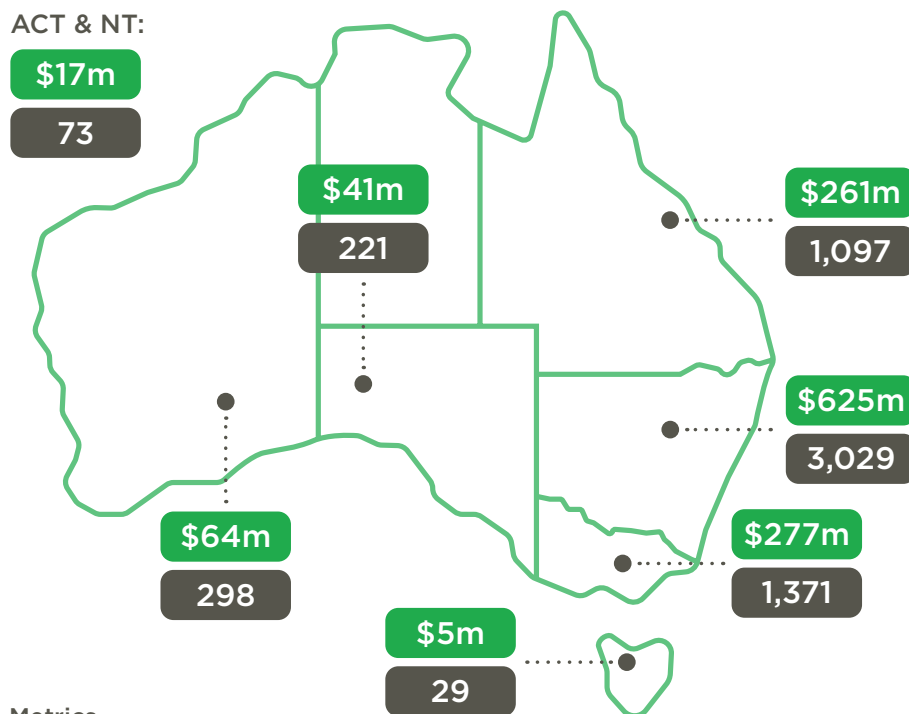 ACT & NT:
$17m
73
$41m
221
$261m
1,097
$625m
3,029
$64m
298
$277m
1,371
$5m
29
Metrics